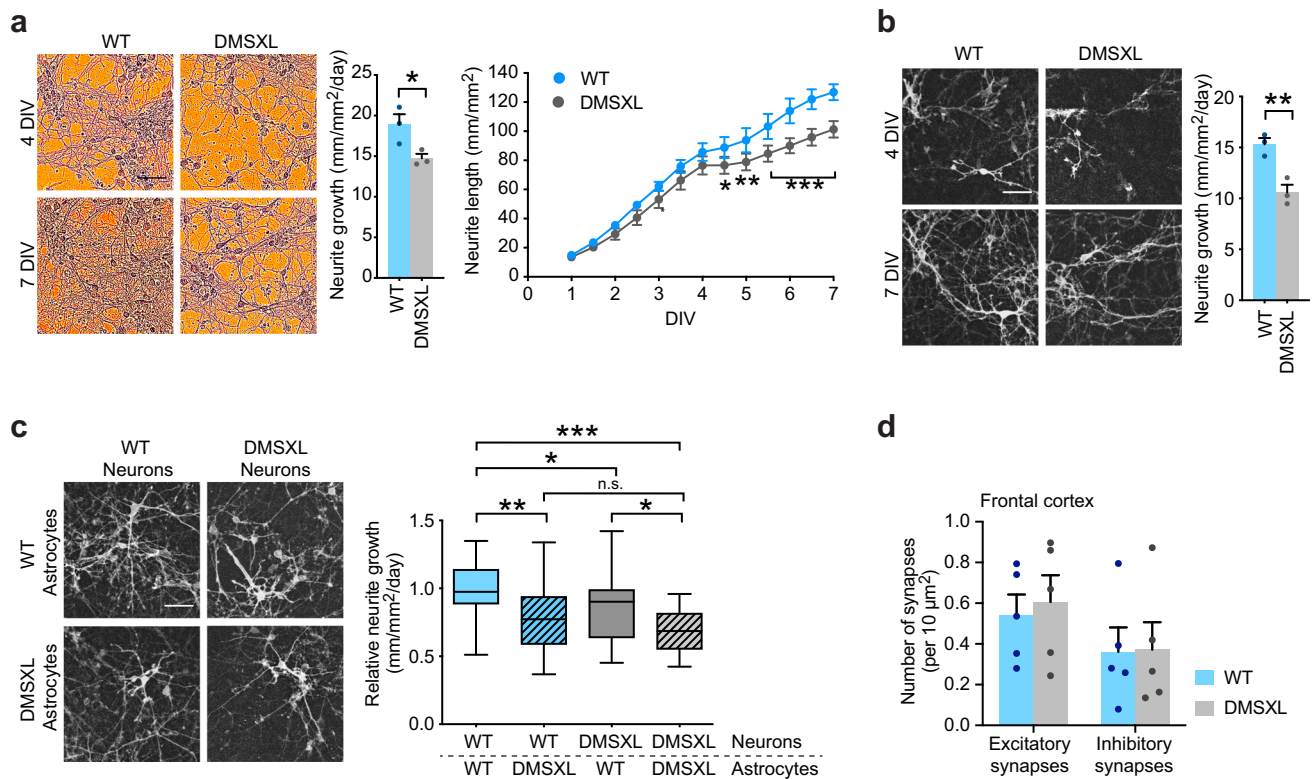 a
WT
DMSXL
4 DIV
7 DIV
Neurite growth (mm/mm²/day)
25
20
15
10
5
0
*
WT
DMSXL
Neurite length (mm/mm²)
140
120
100
80
60
40
20
0
WT
DMSXL
*
**
***
0
1
2
3
4
5
6
7
DIV
b
WT
DMSXL
4 DIV
7 DIV
Neurite growth (mm/mm²/day)
20
15
10
5
0
**
WT
DMSXL
c
WT
Neurons
DMSXL
Neurons
WT
Astrocytes
DMSXL
Astrocytes
Relative neurite growth
(mm/mm²/day)
1.5
1.0
0.5
0.0
***
*
n.s.
**
*
WT WT DMSXL DMSXL Neurons
WT DMSXL WT DMSXL Astrocytes
d
Frontal cortex
Number of synapses
(per 10 µm²)
1.0
0.8
0.6
0.4
0.2
0.0
Excitatory
synapses
Inhibitory
synapses
WT
DMSXL